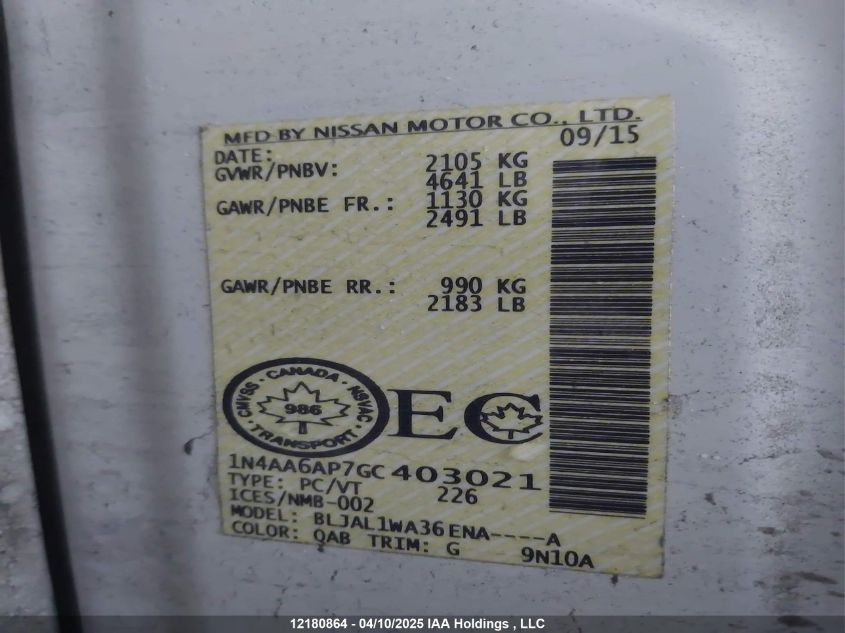 MFD BY NISSAN MOTOR CO., LTD.
DATE: 09/15
GVWR/PNBV: 2105 KG
4641 LB
GAWR/PNBE FR.: 1130 KG
2491 LB
GAWR/PNBE RR.: 990 KG
2183 LB
CMVSS · CANADA · NSVAC
986
TRANSPORT
EC
1N4AA6AP7GC403021
TYPE: PC/VT 226
ICES/NMB-002
MODEL: BLJAL1WA36ENA----A
COLOR: QAB TRIM: G 9N10A
12180864 - 04/10/2025 IAA Holdings , LLC